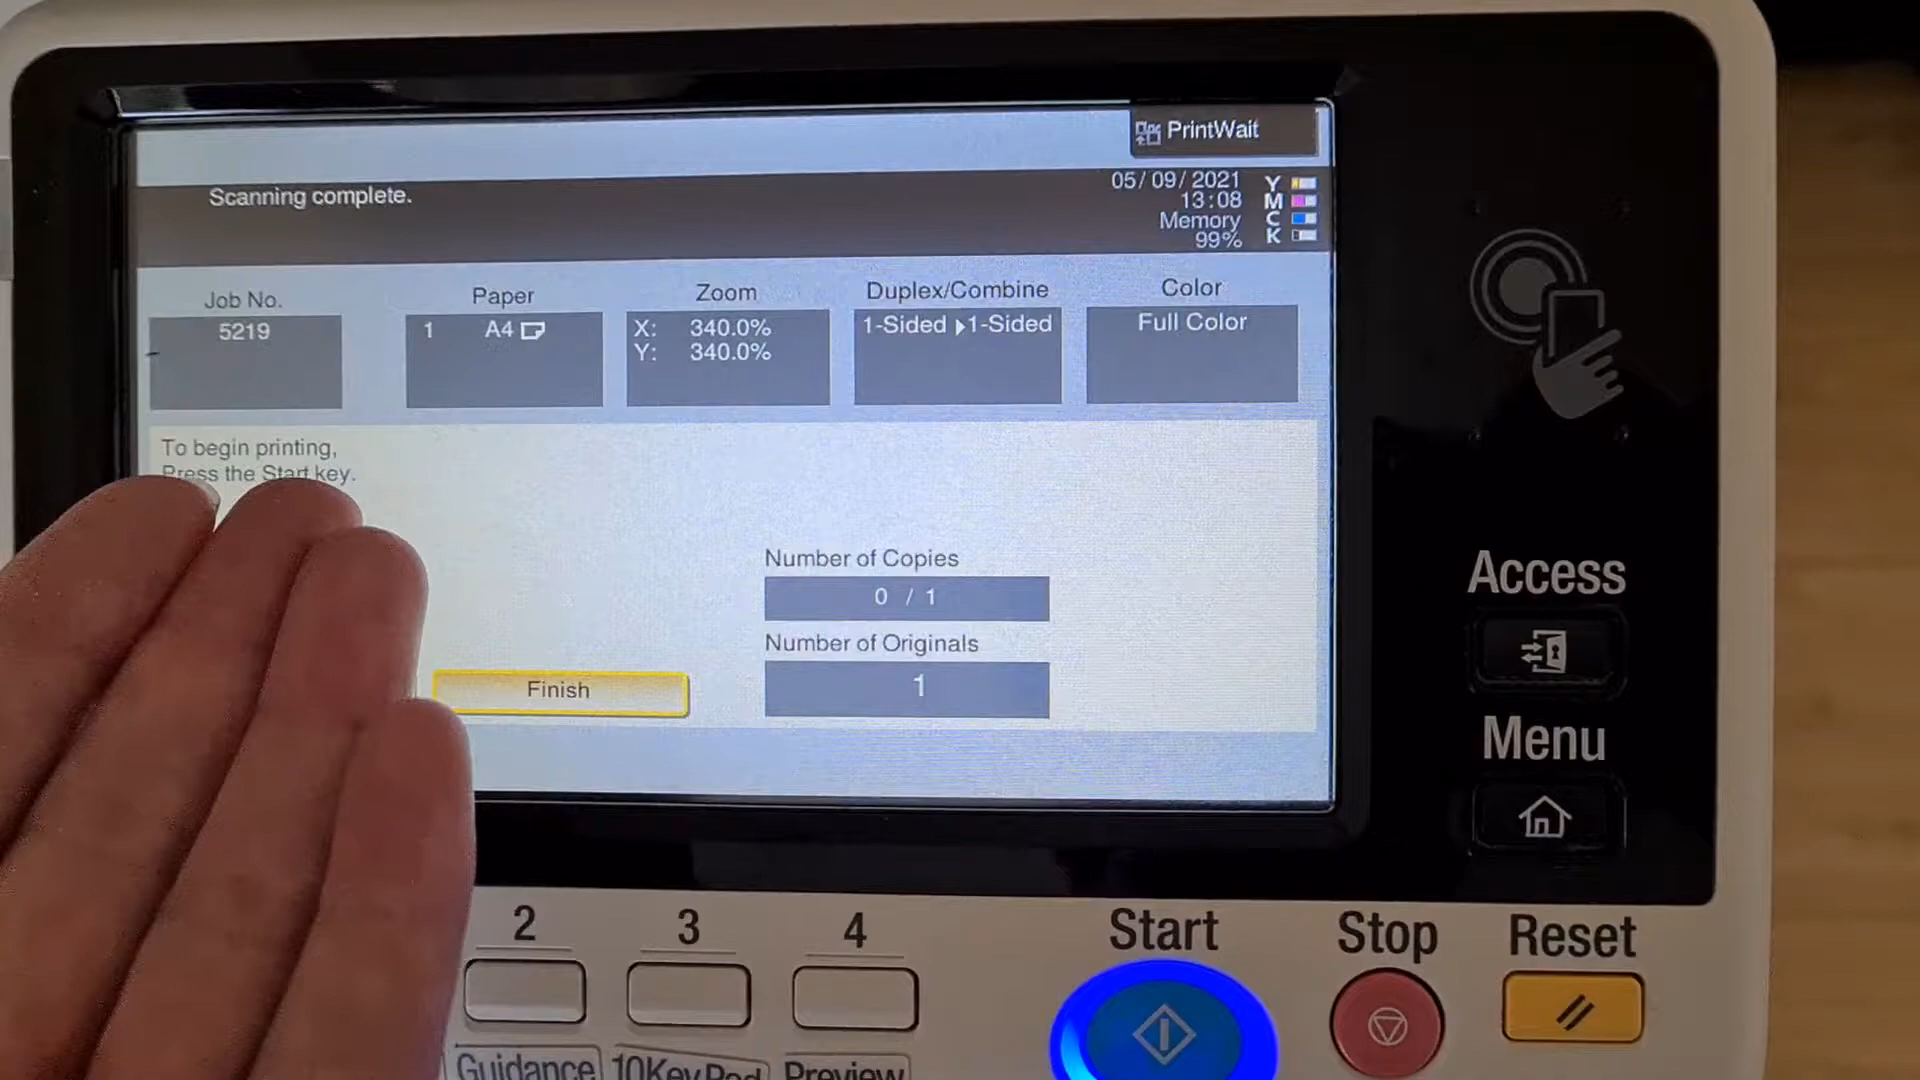 PrintWait
Scanning complete.
05/09/2021
13:08
Memory
99%
Y
M
C
K
Job No.
5219
Paper
1 A4
Zoom
X: 340.0%
Y: 340.0%
Duplex/Combine
1-Sided ▶1-Sided
Color
Full Color
To begin printing,
Press the Start key.
Number of Copies
0 / 1
Number of Originals
1
Finish
Access
Menu
2 3 4
Start Stop Reset
Guidance 10KeyPad Preview